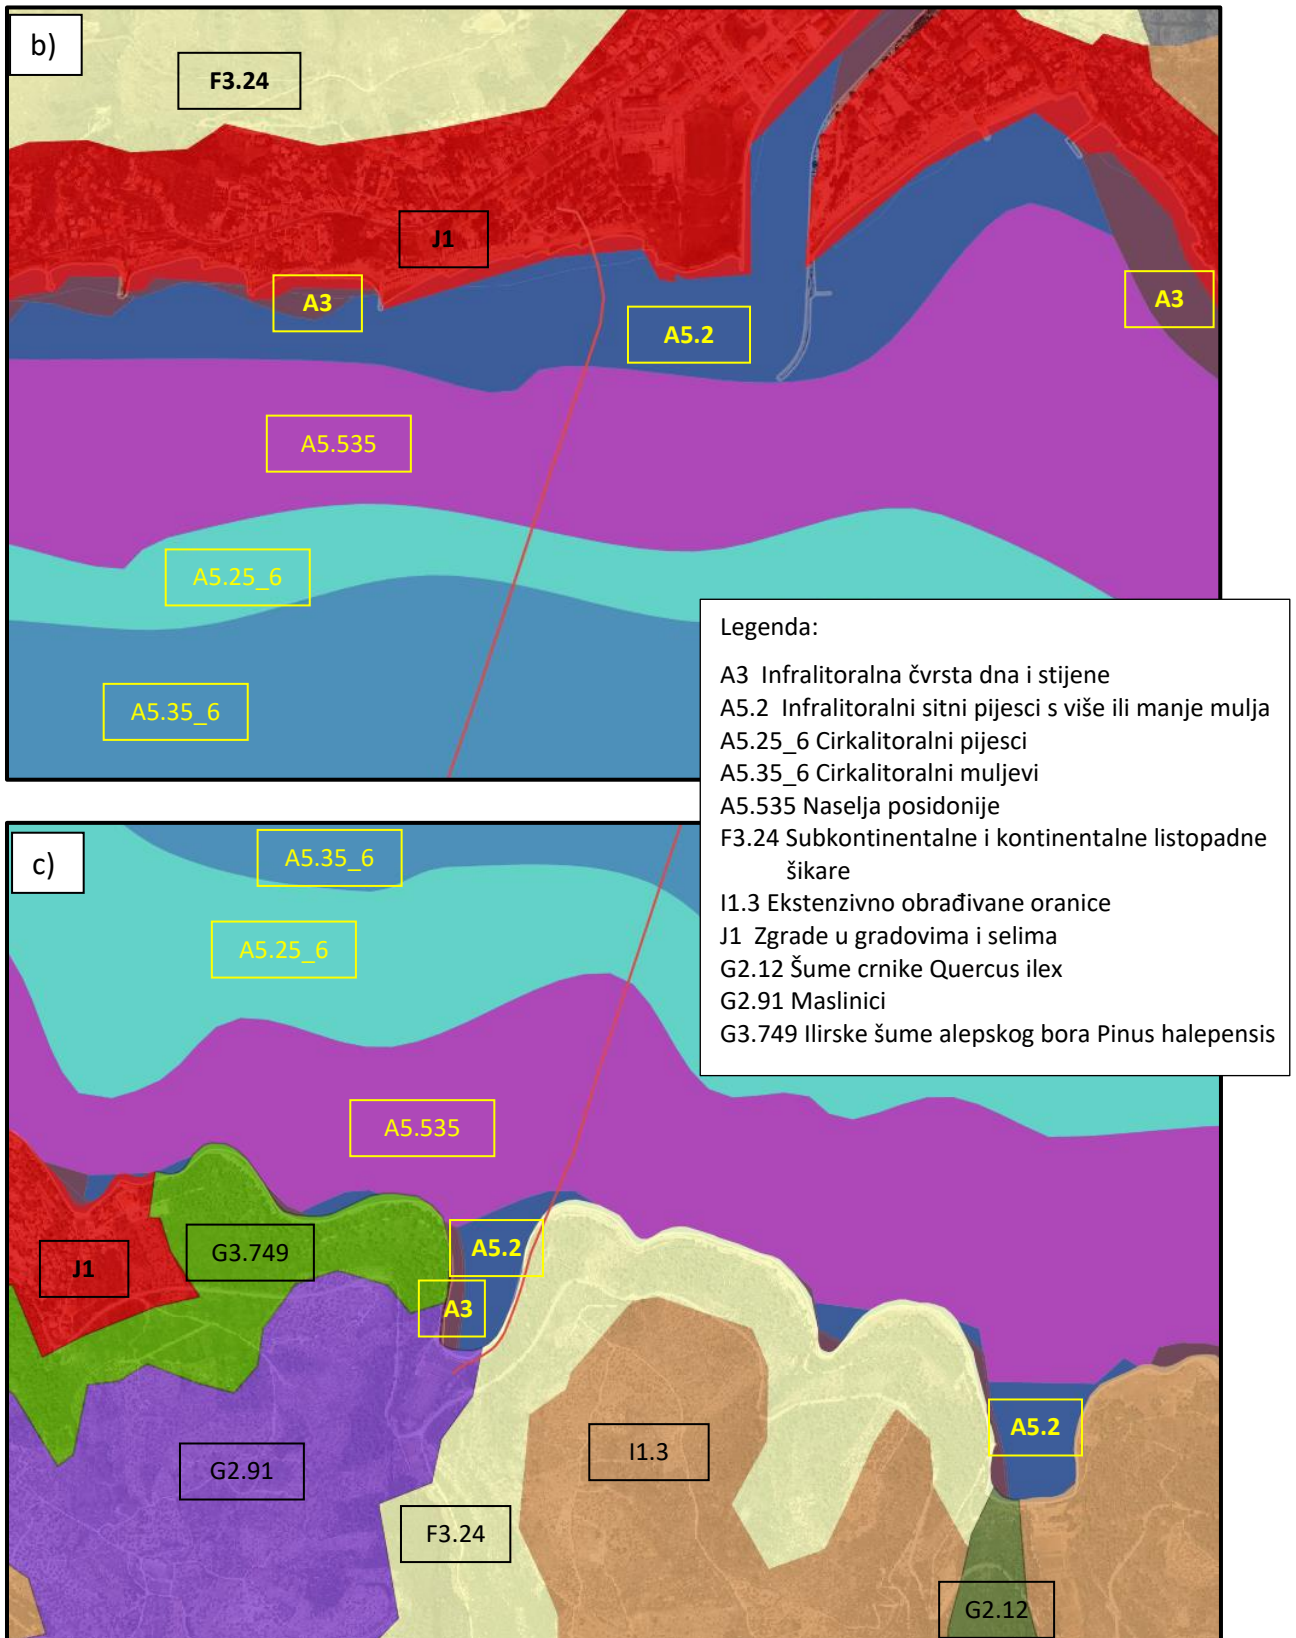 b)
F3.24
J1
A3
A3
A5.2
A5.535
A5.25_6
A5.35_6
Legenda:
A3 Infralitoralna čvrsta dna i stijene
A5.2 Infralitoralni sitni pijesci s više ili manje mulja
A5.25_6 Cirkalitoralni pijesci
A5.35_6 Cirkalitoralni muljevi
A5.535 Naselja posidonije
F3.24 Subkontinentalne i kontinentalne listopadne
šikare
I1.3 Ekstenzivno obrađivane oranice
J1 Zgrade u gradovima i selima
G2.12 Šume crnike Quercus ilex
G2.91 Maslinici
G3.749 Ilirske šume alepskog bora Pinus halepensis
c)
A5.35_6
A5.25_6
A5.535
G3.749
A5.2
J1
A3
A5.2
I1.3
G2.91
F3.24
G2.12